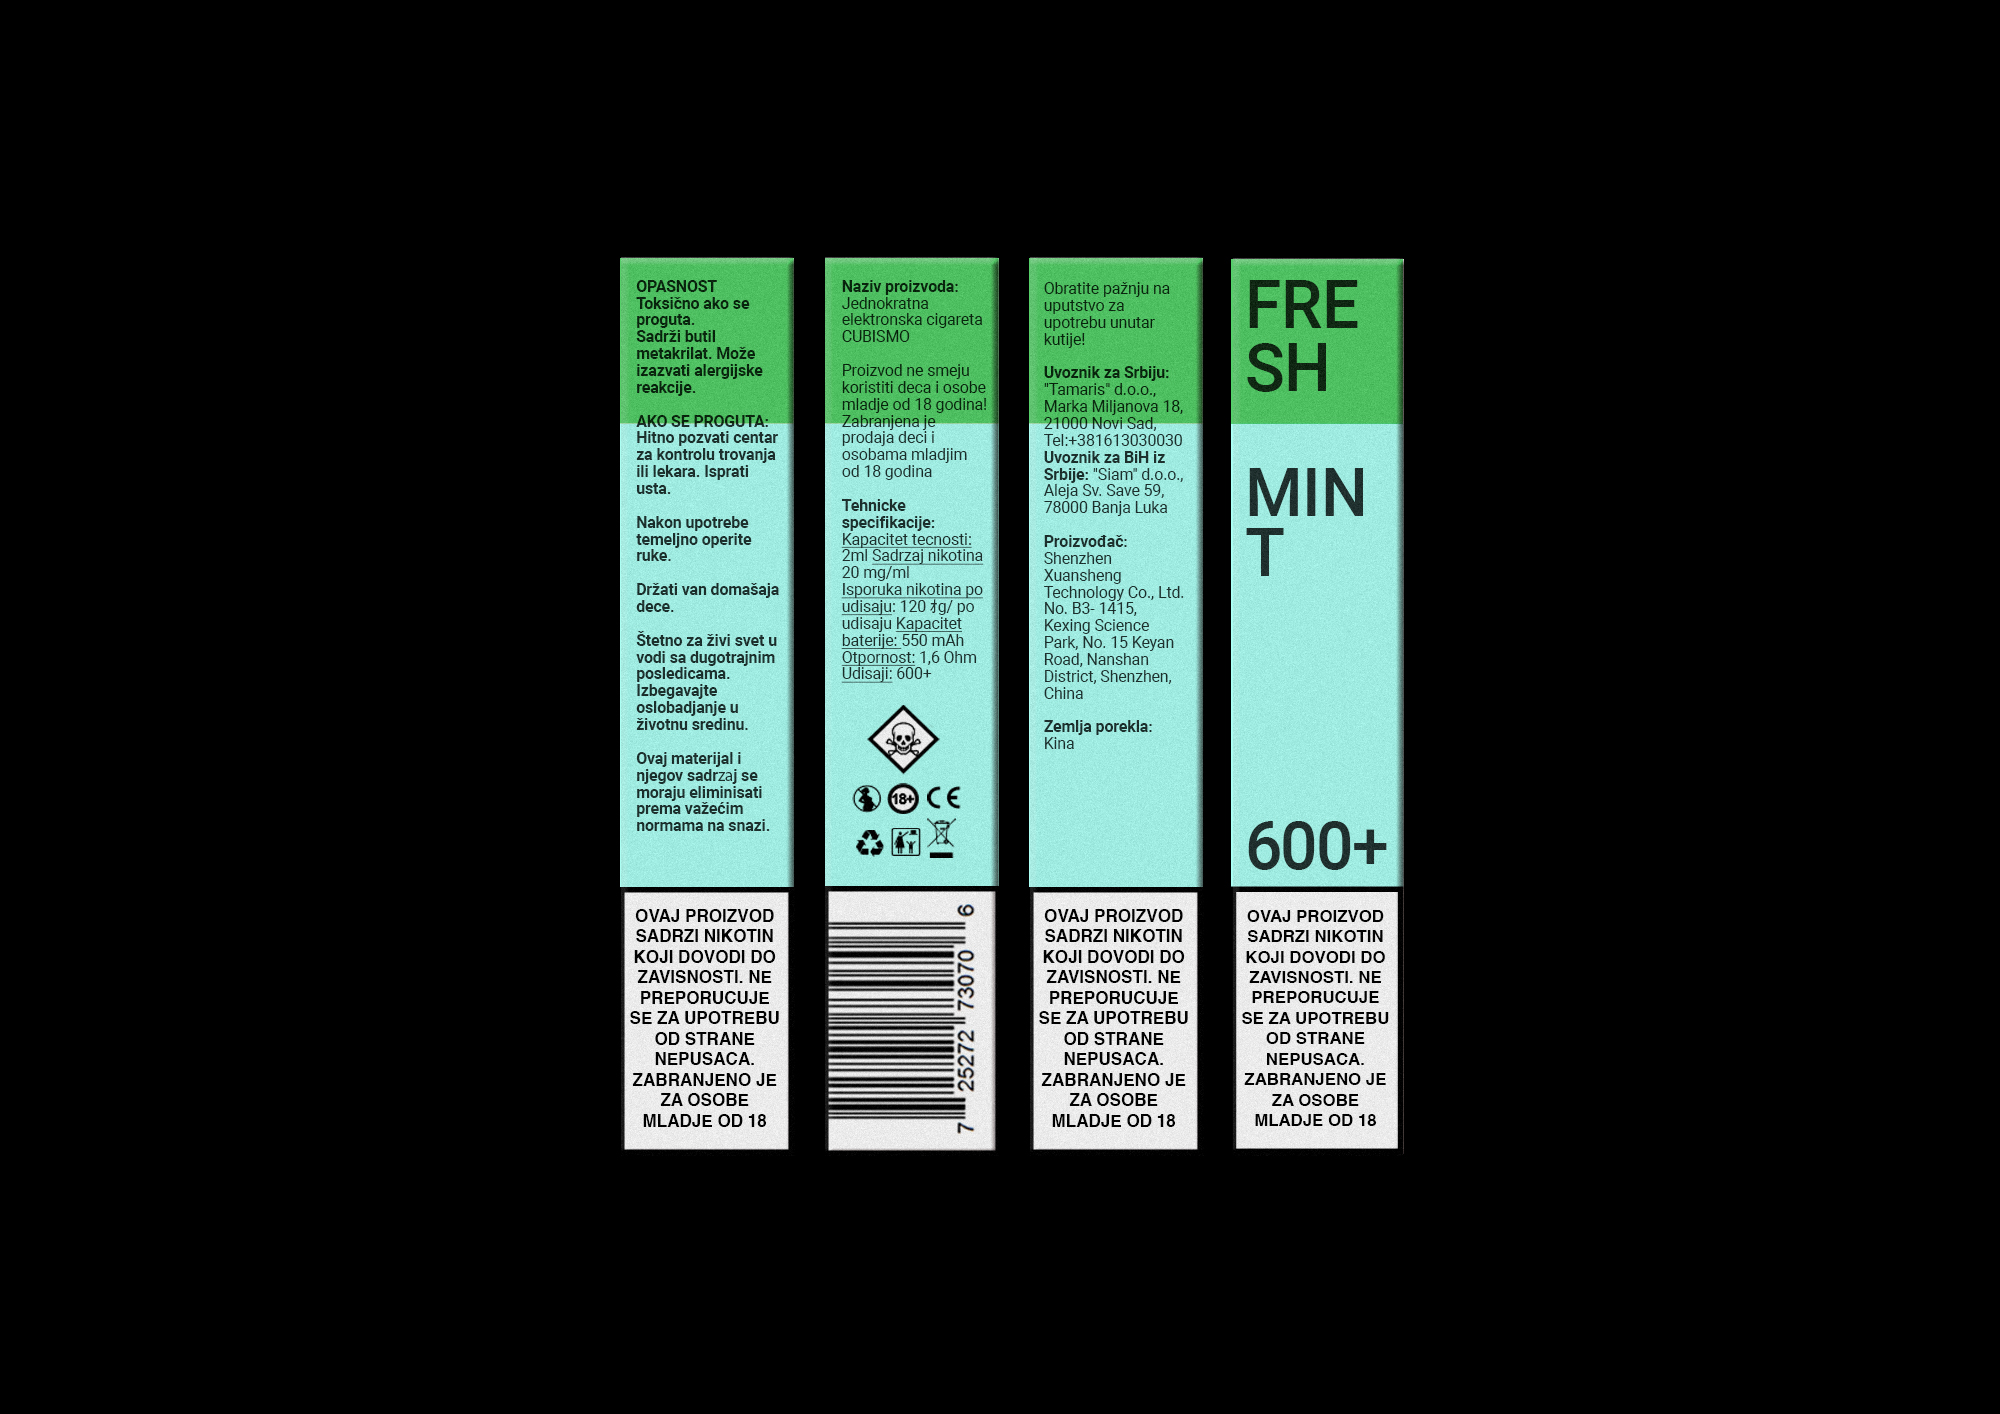 OPASNOST
Toksično ako se
proguta.
Sadrži butil
metakrilat. Može
izazvati alergijske
reakcije.
AKO SE PROGUTA:
Hitno pozvati centar
za kontrolu trovanja
ili lekara. Isprati
usta.
Nakon upotrebe
temeljno operite
ruke.
Držati van domašaja
dece.
Štetno za živi svet u
vodi sa dugotrajnim
posledicama.
Izbegavajte
oslobadjanje u
životnu sredinu.
Ovaj materijal i
njegov sadrzaj se
moraju eliminisati
prema važećim
normama na snazi.
OVAJ PROIZVOD
SADRZI NIKOTIN
KOJI DOVODI DO
ZAVISNOSTI. NE
PREPORUCUJE
SE ZA UPOTREBU
OD STRANE
NEPUSACA.
ZABRANJENO JE
ZA OSOBE
MLADJE OD 18
Naziv proizvoda:
Jednokratna
elektronska cigareta
CUBISMO
Proizvod ne smeju
koristiti deca i osobe
mladje od 18 godina!
Zabranjena je
prodaja deci i
osobama mladjim
od 18 godina
Tehnicke
specifikacije:
Kapacitet tecnosti:
2ml Sadrzaj nikotina
20 mg/ml
Isporuka nikotina po
udisaju: 120 ｵg/ po
udisaju Kapacitet
baterije: 550 mAh
Otpornost: 1,6 Ohm
Udisaji: 600+
18+
CE
7 25272 73070 6
Obratite pažnju na
uputstvo za
upotrebu unutar
kutije!
Uvoznik za Srbiju:
"Tamaris" d.o.o.,
Marka Miljanova 18,
21000 Novi Sad,
Tel:+381613030030
Uvoznik za BiH iz
Srbije: "Siam" d.o.o.,
Aleja Sv. Save 59,
78000 Banja Luka
Proizvođač:
Shenzhen
Xuansheng
Technology Co., Ltd.
No. B3- 1415,
Kexing Science
Park, No. 15 Keyan
Road, Nanshan
District, Shenzhen,
China
Zemlja porekla:
Kina
OVAJ PROIZVOD
SADRZI NIKOTIN
KOJI DOVODI DO
ZAVISNOSTI. NE
PREPORUCUJE
SE ZA UPOTREBU
OD STRANE
NEPUSACA.
ZABRANJENO JE
ZA OSOBE
MLADJE OD 18
FRE
SH
MIN
T
600+
OVAJ PROIZVOD
SADRZI NIKOTIN
KOJI DOVODI DO
ZAVISNOSTI. NE
PREPORUCUJE
SE ZA UPOTREBU
OD STRANE
NEPUSACA.
ZABRANJENO JE
ZA OSOBE
MLADJE OD 18